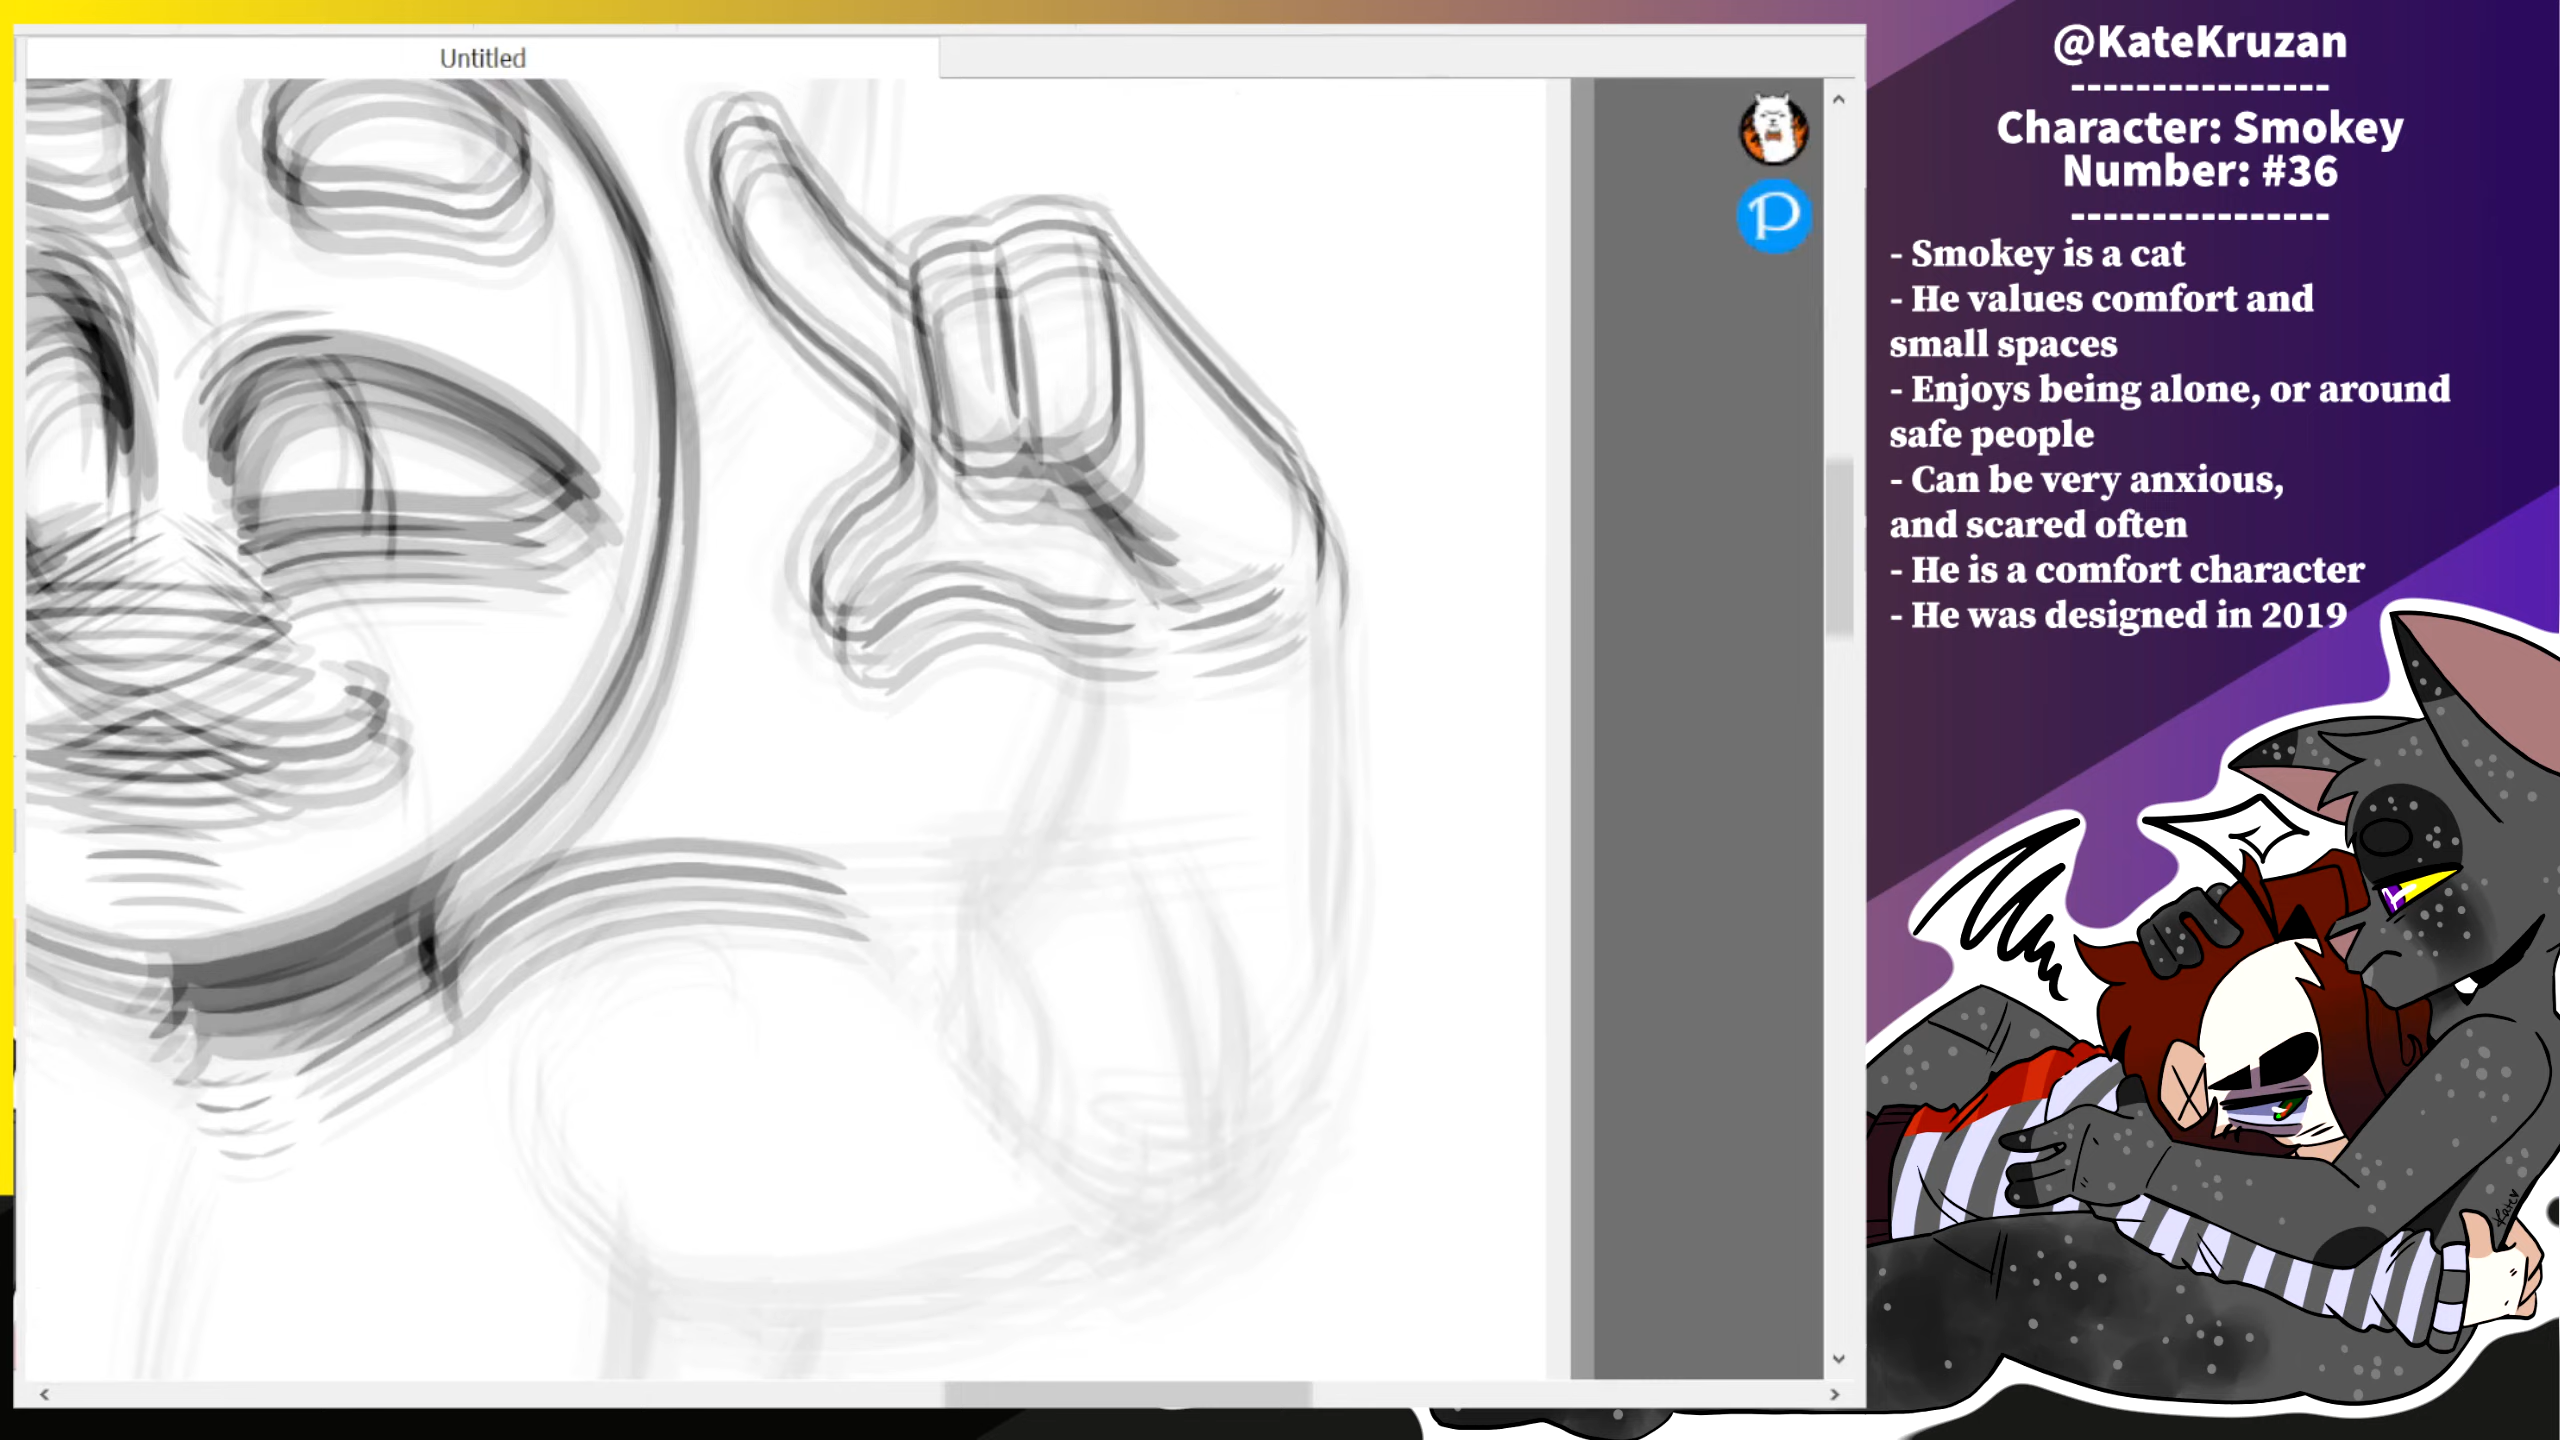 Untitled
@KateKruzan
----------------
Character: Smokey
Number: #36
----------------
- Smokey is a cat
- He values comfort and
small spaces
- Enjoys being alone, or around
safe people
- Can be very anxious,
and scared often
- He is a comfort character
- He was designed in 2019
P
Kate